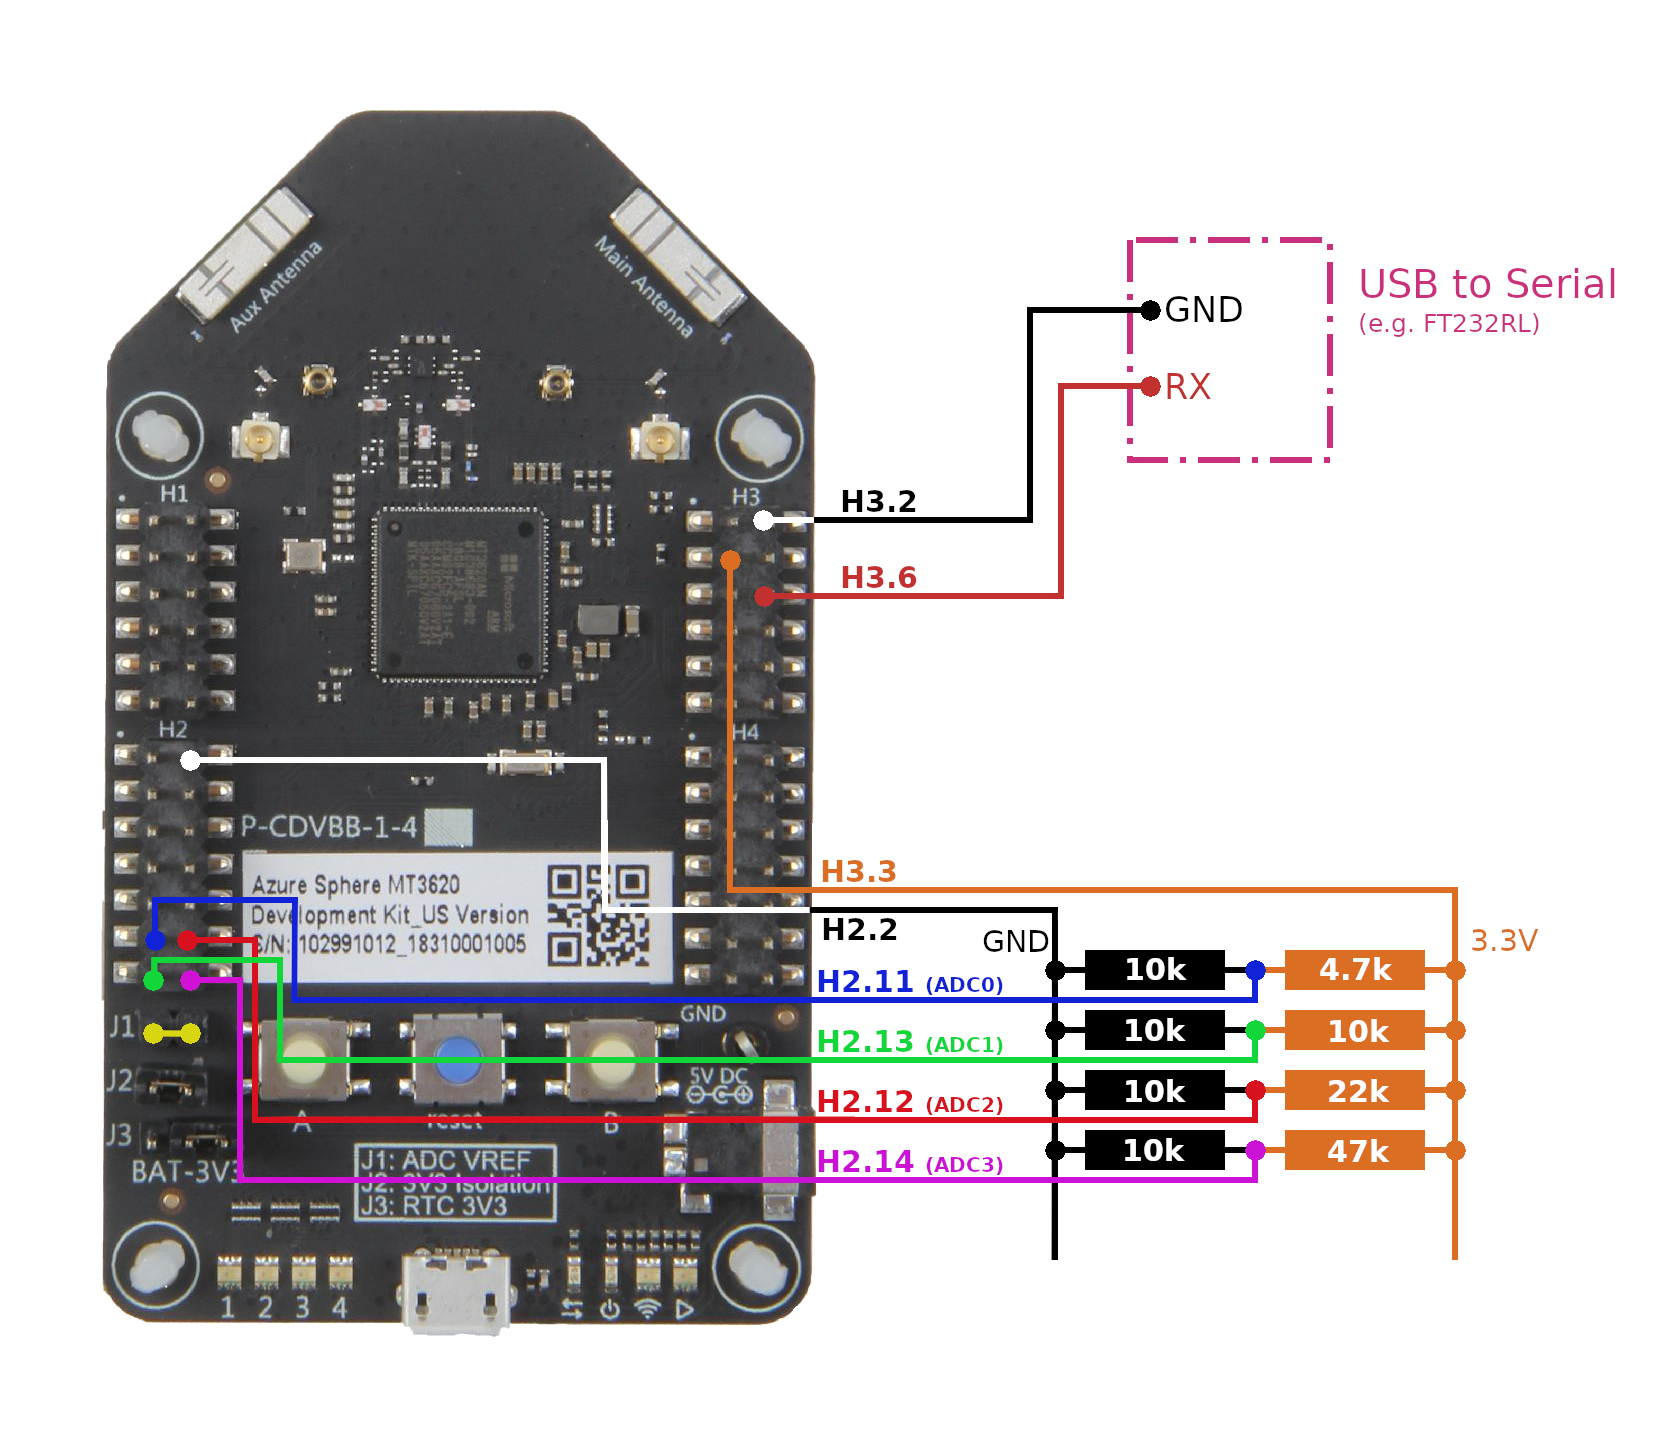 Aux Antenna
Main Antenna
USB to Serial
(e.g. FT232RL)
GND
RX
H1
H3
H3.2
H3.6
Microsoft
ARM
H2
H4
P-CDVBB-1-4
Azure Sphere MT3620
Development Kit_US Version
S/N: 102991012_18310001005
H3.3
H2.2
GND
3.3V
H2.11 (ADC0)
10k
4.7k
H2.13 (ADC1)
10k
10k
H2.12 (ADC2)
10k
22k
H2.14 (ADC3)
10k
47k
GND
5V DC
J1
J2
J3
BAT-3V3
A
reset
B
J1: ADC VREF
J2: 3V3 Isolation
J3: RTC 3V3
1
2
3
4